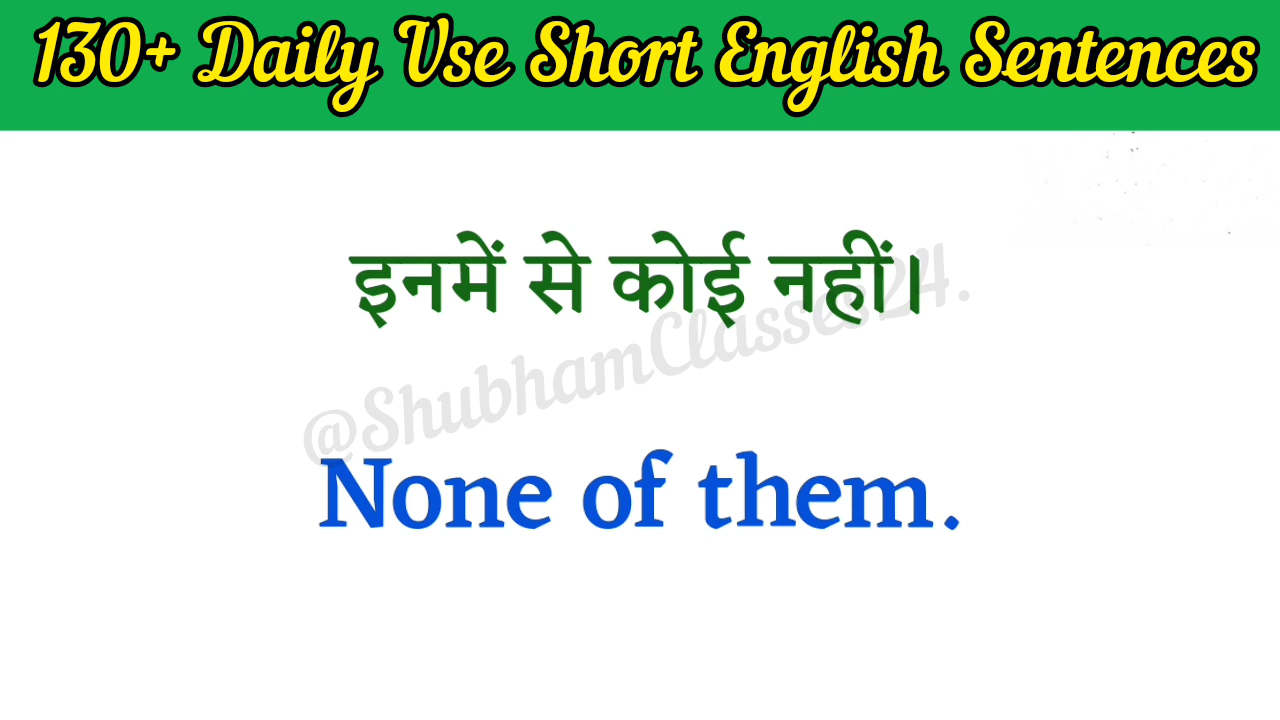 130+ Daily Use Short English Sentences
इनमें से कोई नहीं।
@ShubhamClasses24.
None of them.